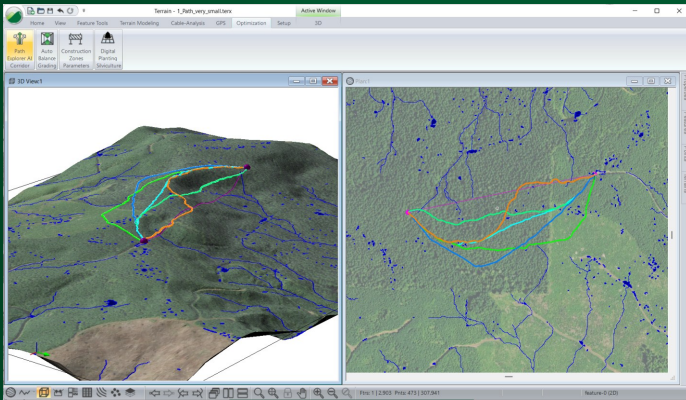 Terrain - 1_Path_very_small.terx
Active Window
Home View Feature Tools Terrain Modeling Cable-Analysis GPS Optimization Setup 3D
Path Explorer AI
Auto Balance
Construction Zones
Digital Planting
Corridor Grading Parameters Silviculture
3D View:1
Plan:1
feature-0 (2D)